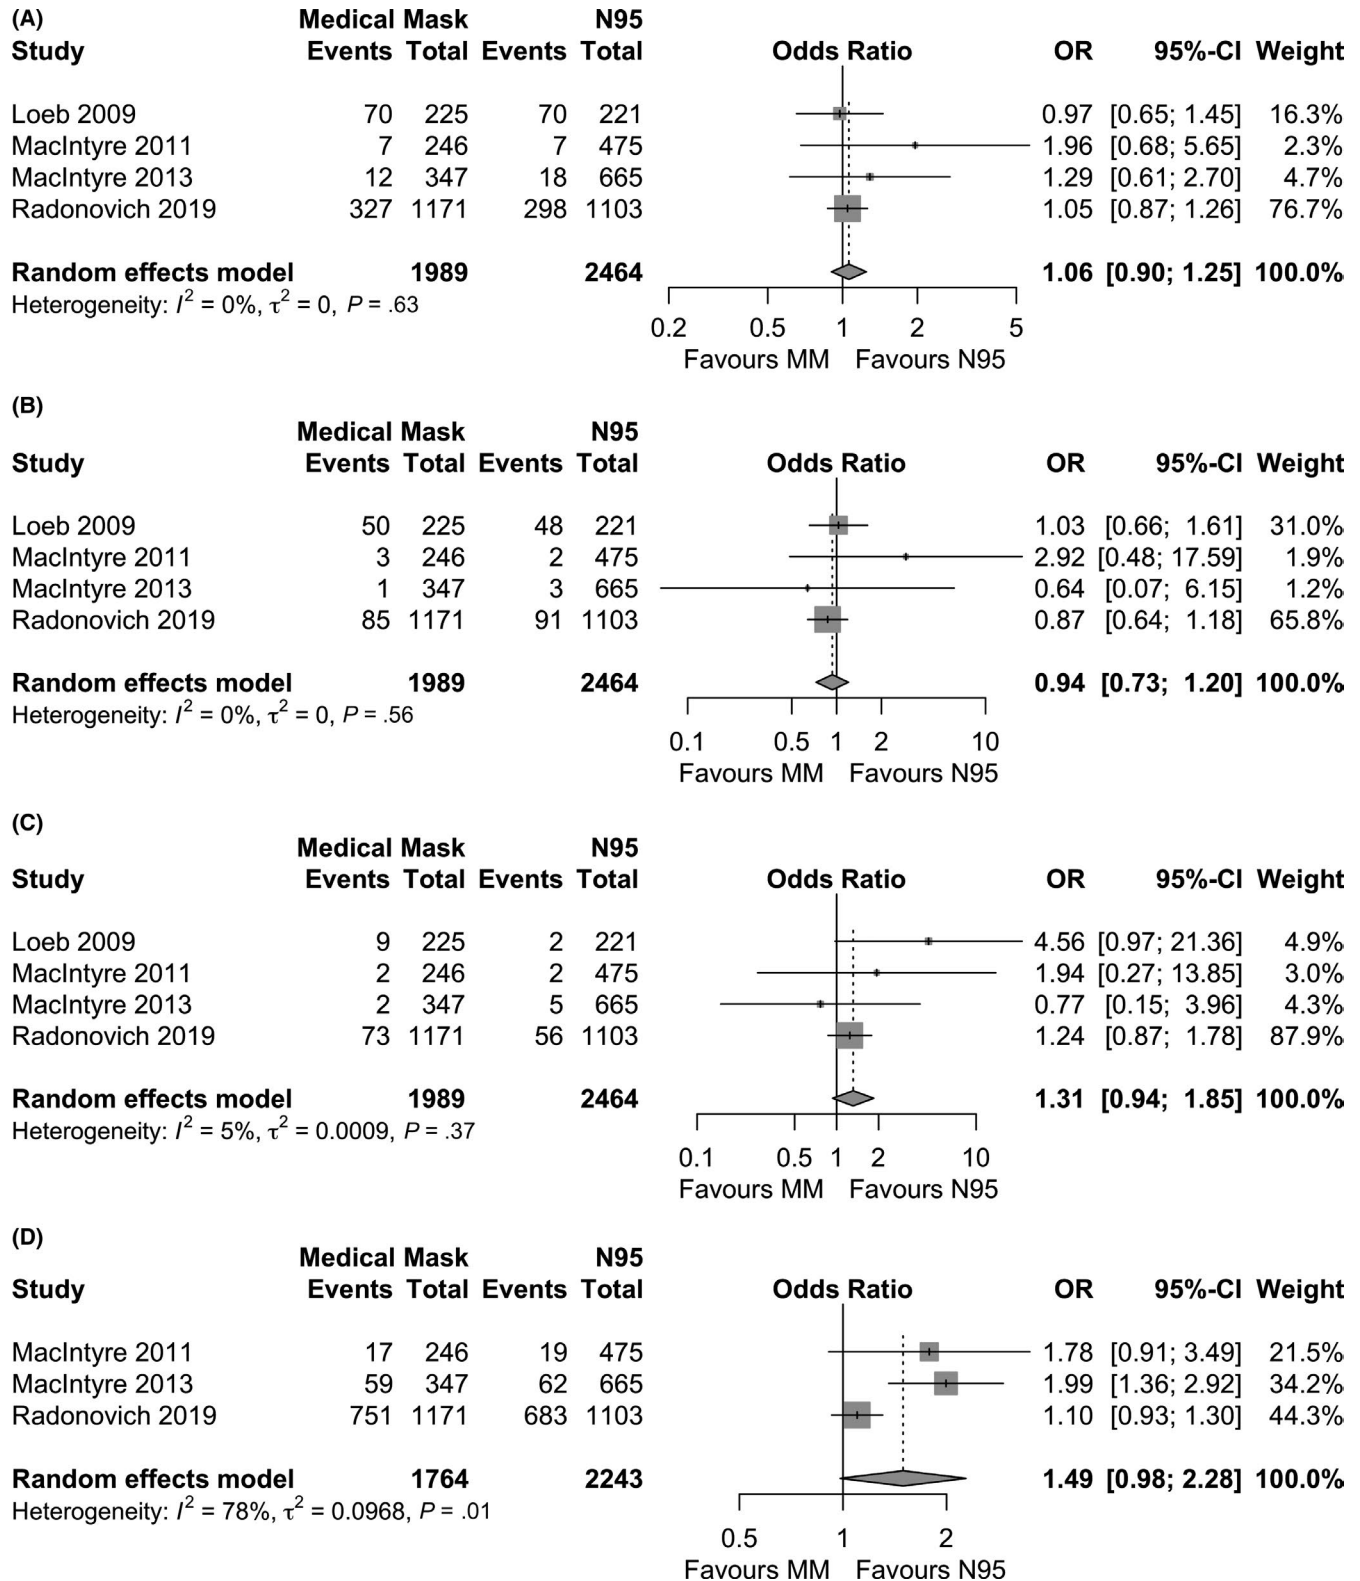 (A) Medical Mask N95
Study Events Total Events Total Odds Ratio OR 95%-CI Weight
Loeb 2009 70 225 70 221 0.97 [0.65; 1.45] 16.3%
MacIntyre 2011 7 246 7 475 1.96 [0.68; 5.65] 2.3%
MacIntyre 2013 12 347 18 665 1.29 [0.61; 2.70] 4.7%
Radonovich 2019 327 1171 298 1103 1.05 [0.87; 1.26] 76.7%
Random effects model 1989 2464 1.06 [0.90; 1.25] 100.0%
Heterogeneity: I² = 0%, τ² = 0, P = .63
0.2 0.5 1 2 5
Favours MM Favours N95
(B)
Medical Mask N95
Study Events Total Events Total Odds Ratio OR 95%-CI Weight
Loeb 2009 50 225 48 221 1.03 [0.66; 1.61] 31.0%
MacIntyre 2011 3 246 2 475 2.92 [0.48; 17.59] 1.9%
MacIntyre 2013 1 347 3 665 0.64 [0.07; 6.15] 1.2%
Radonovich 2019 85 1171 91 1103 0.87 [0.64; 1.18] 65.8%
Random effects model 1989 2464 0.94 [0.73; 1.20] 100.0%
Heterogeneity: I² = 0%, τ² = 0, P = .56
0.1 0.5 1 2 10
Favours MM Favours N95
(C)
Medical Mask N95
Study Events Total Events Total Odds Ratio OR 95%-CI Weight
Loeb 2009 9 225 2 221 4.56 [0.97; 21.36] 4.9%
MacIntyre 2011 2 246 2 475 1.94 [0.27; 13.85] 3.0%
MacIntyre 2013 2 347 5 665 0.77 [0.15; 3.96] 4.3%
Radonovich 2019 73 1171 56 1103 1.24 [0.87; 1.78] 87.9%
Random effects model 1989 2464 1.31 [0.94; 1.85] 100.0%
Heterogeneity: I² = 5%, τ² = 0.0009, P = .37
0.1 0.5 1 2 10
Favours MM Favours N95
(D)
Medical Mask N95
Study Events Total Events Total Odds Ratio OR 95%-CI Weight
MacIntyre 2011 17 246 19 475 1.78 [0.91; 3.49] 21.5%
MacIntyre 2013 59 347 62 665 1.99 [1.36; 2.92] 34.2%
Radonovich 2019 751 1171 683 1103 1.10 [0.93; 1.30] 44.3%
Random effects model 1764 2243 1.49 [0.98; 2.28] 100.0%
Heterogeneity: I² = 78%, τ² = 0.0968, P = .01
0.5 1 2
Favours MM Favours N95